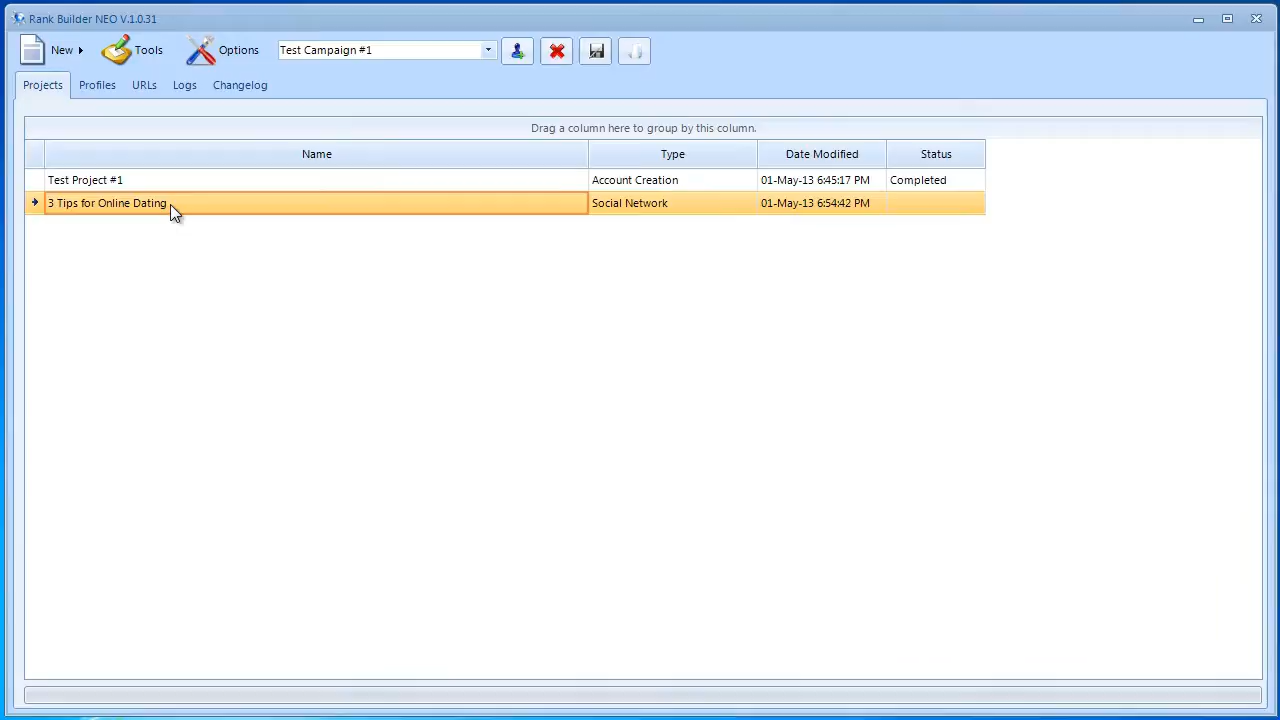 Rank Builder NEO V.1.0.31
New Tools Options Test Campaign #1
Projects Profiles URLs Logs Changelog
Drag a column here to group by this column.
Name Type Date Modified Status
Test Project #1 Account Creation 01-May-13 6:45:17 PM Completed
3 Tips for Online Dating Social Network 01-May-13 6:54:42 PM